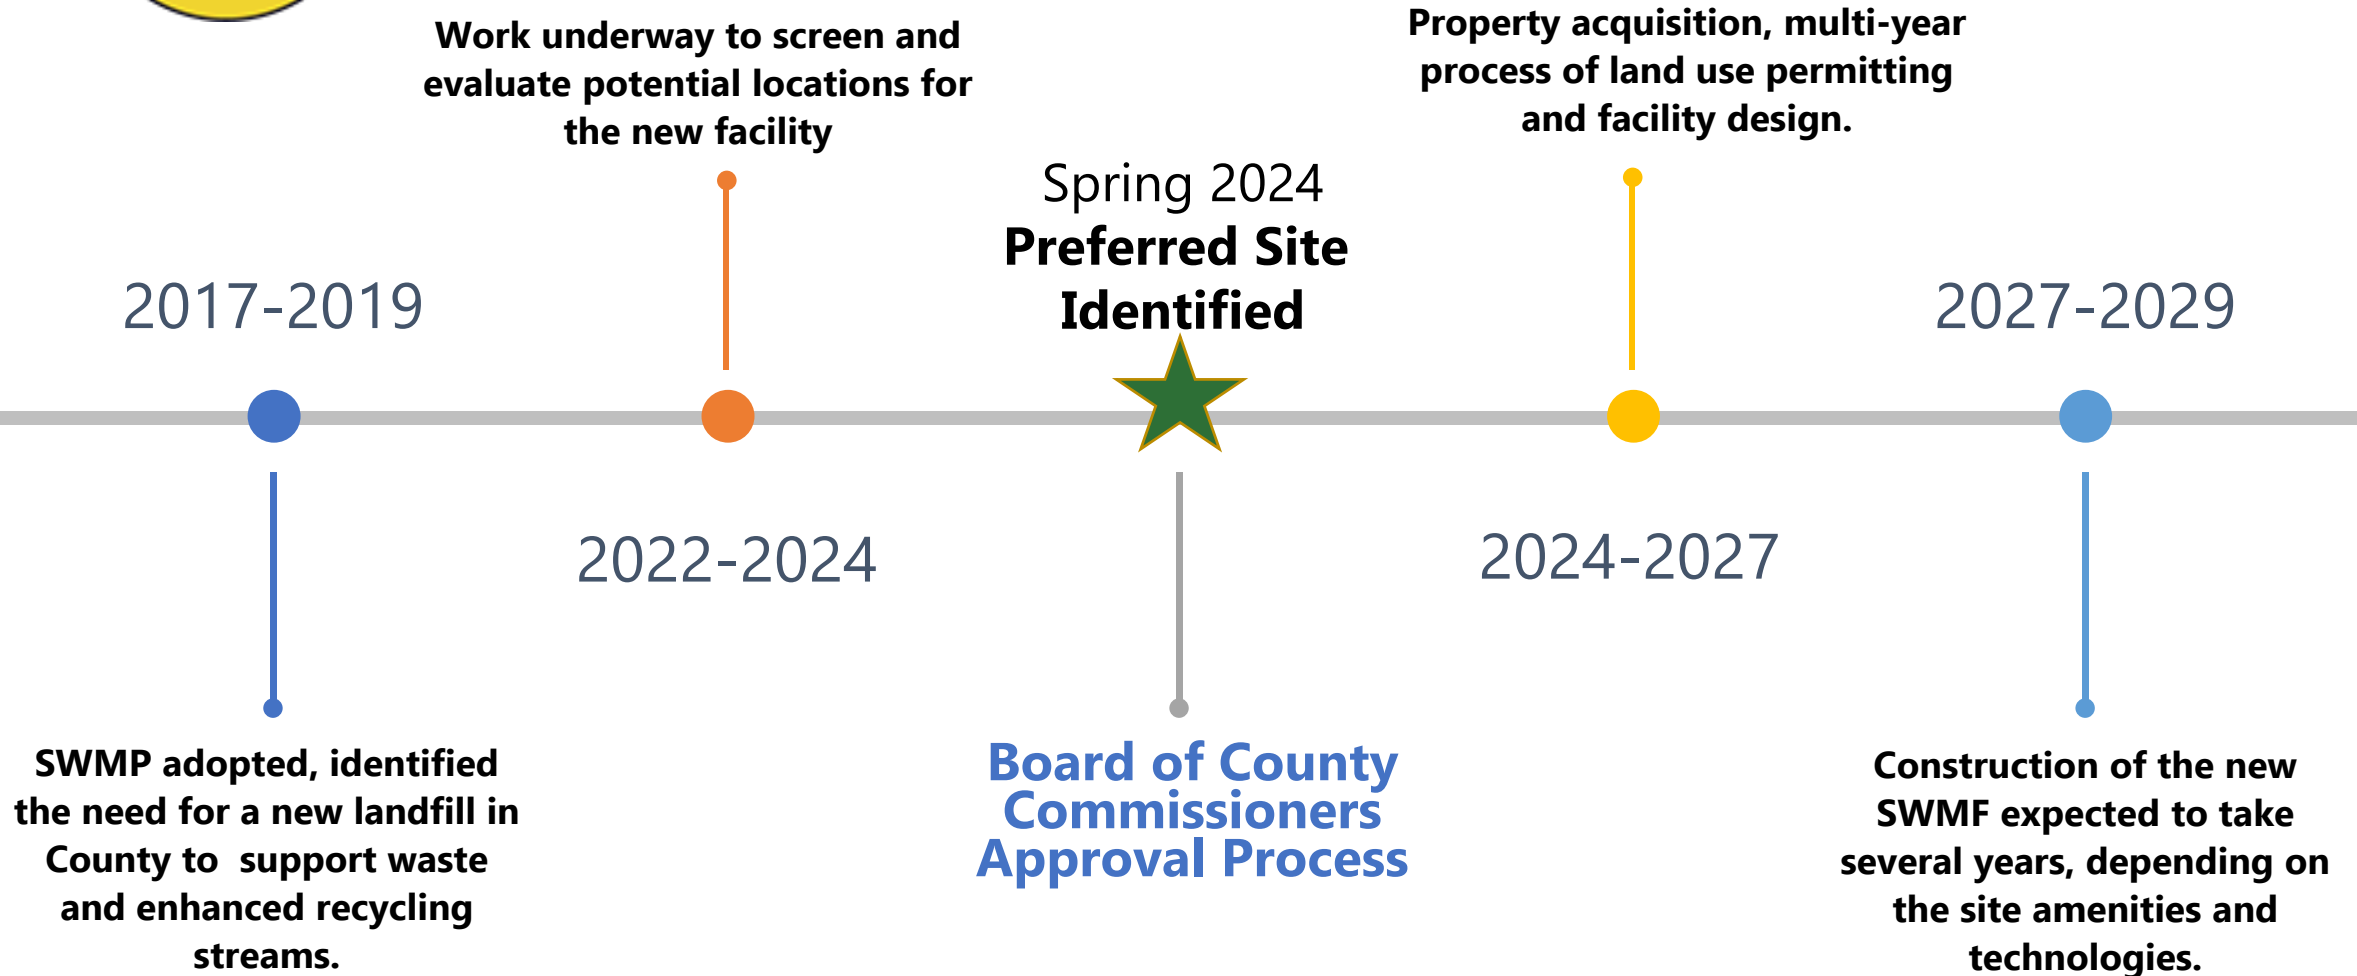 Work underway to screen and
evaluate potential locations for
the new facility
Property acquisition, multi-year
process of land use permitting
and facility design.
Spring 2024
Preferred Site
Identified
2017-2019
2027-2029
2022-2024
2024-2027
SWMP adopted, identified
the need for a new landfill in
County to  support waste
and enhanced recycling
streams.
Board of County
Commissioners
Approval Process
Construction of the new
SWMF expected to take
several years, depending on
the site amenities and
technologies.